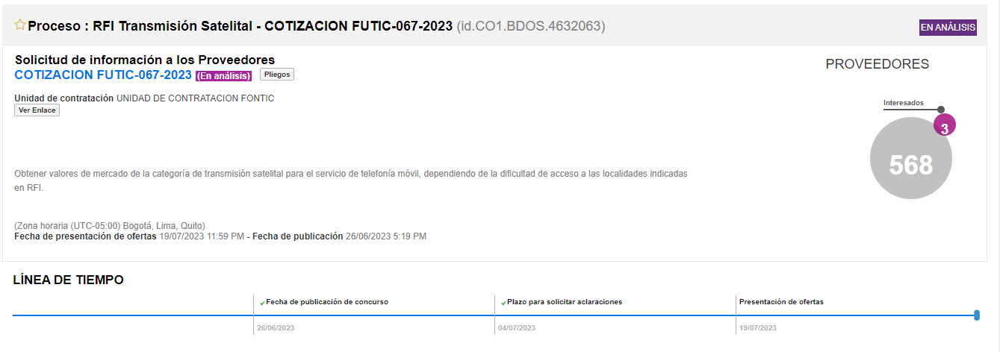 Proceso : RFI Transmisión Satelital - COTIZACION FUTIC-067-2023 (id.CO1.BDOS.4632063)
EN ANÁLISIS
Solicitud de información a los Proveedores
COTIZACION FUTIC-067-2023 (En análisis) Pliegos
PROVEEDORES
Unidad de contratación UNIDAD DE CONTRATACION FONTIC
Ver Enlace
Interesados
3
568
Obtener valores de mercado de la categoría de transmisión satelital para el servicio de telefonía móvil, dependiendo de la dificultad de acceso a las localidades indicadas
en RFI.
(Zona horaria (UTC-05:00) Bogotá, Lima, Quito)
Fecha de presentación de ofertas 19/07/2023 11:59 PM - Fecha de publicación 26/06/2023 5:19 PM
LÍNEA DE TIEMPO
Fecha de publicación de concurso
26/06/2023
Plazo para solicitar aclaraciones
04/07/2023
Presentación de ofertas
19/07/2023